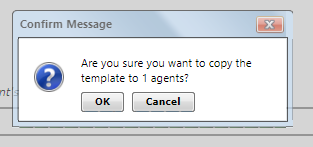 Confirm Message
Are you sure you want to copy the
template to 1 agents?
OK
Cancel